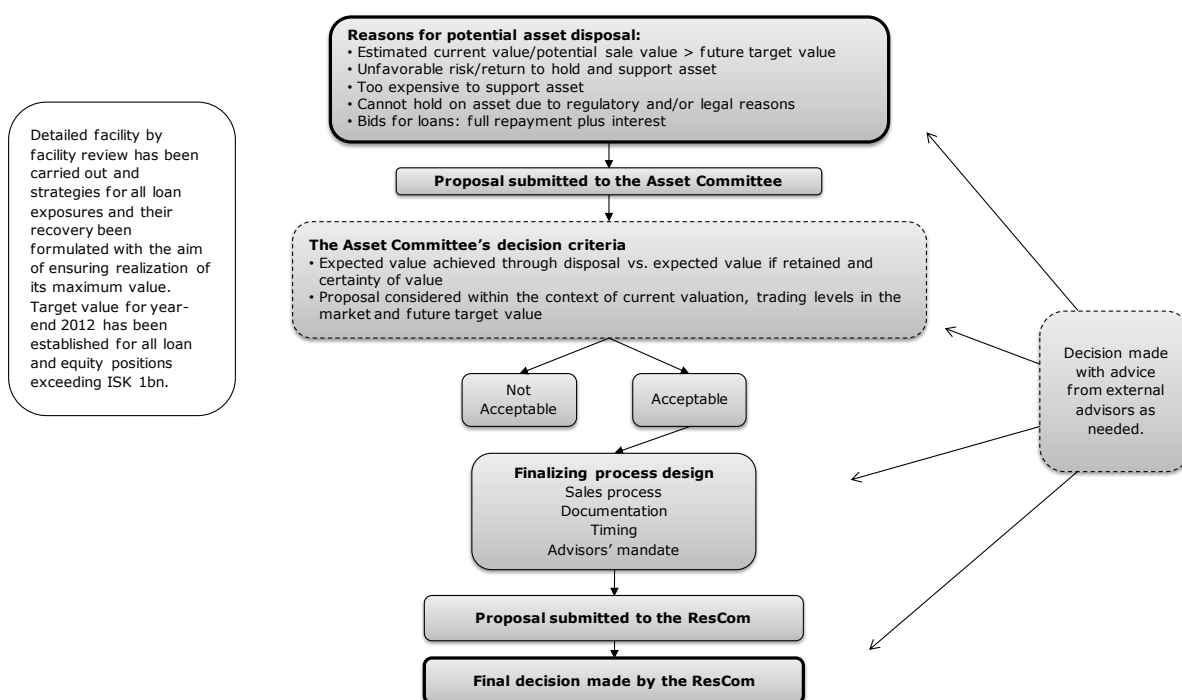 Reasons for potential asset disposal:
• Estimated current value/potential sale value > future target value
• Unfavorable risk/return to hold and support asset
• Too expensive to support asset
• Cannot hold on asset due to regulatory and/or legal reasons
• Bids for loans: full repayment plus interest
Detailed facility by
facility review has been
carried out and
strategies for all loan
exposures and their
recovery been
formulated with the aim
of ensuring realization of
its maximum value.
Target value for year-
end 2012 has been
established for all loan
and equity positions
exceeding ISK 1bn.
Proposal submitted to the Asset Committee
The Asset Committee’s decision criteria
• Expected value achieved through disposal vs. expected value if retained and
certainty of value
• Proposal considered within the context of current valuation, trading levels in the
market and future target value
Decision made
with advice
from external
advisors as
needed.
Not
Acceptable
Acceptable
Finalizing process design
Sales process
Documentation
Timing
Advisors’ mandate
Proposal submitted to the ResCom
Final decision made by the ResCom